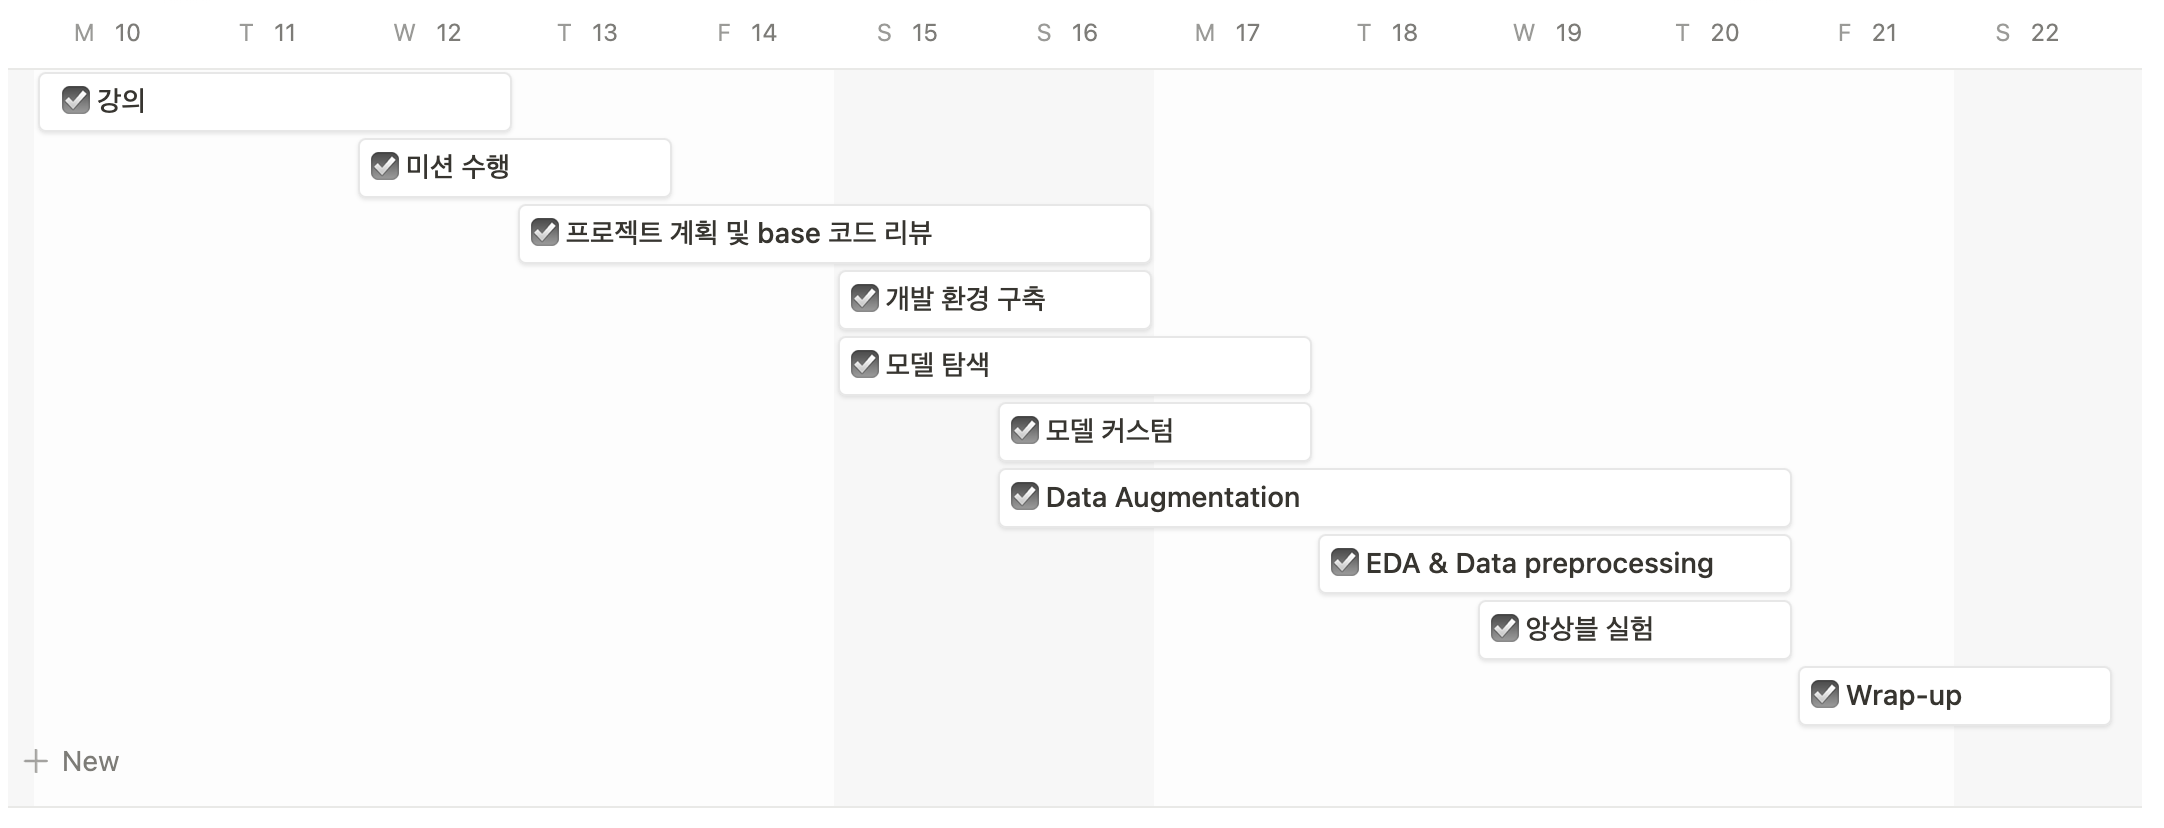 M 10 T 11 W 12 T 13 F 14 S 15 S 16 M 17 T 18 W 19 T 20 F 21 S 22
강의
미션 수행
프로젝트 계획 및 base 코드 리뷰
개발 환경 구축
모델 탐색
모델 커스텀
Data Augmentation
EDA & Data preprocessing
앙상블 실험
Wrap-up
+ New